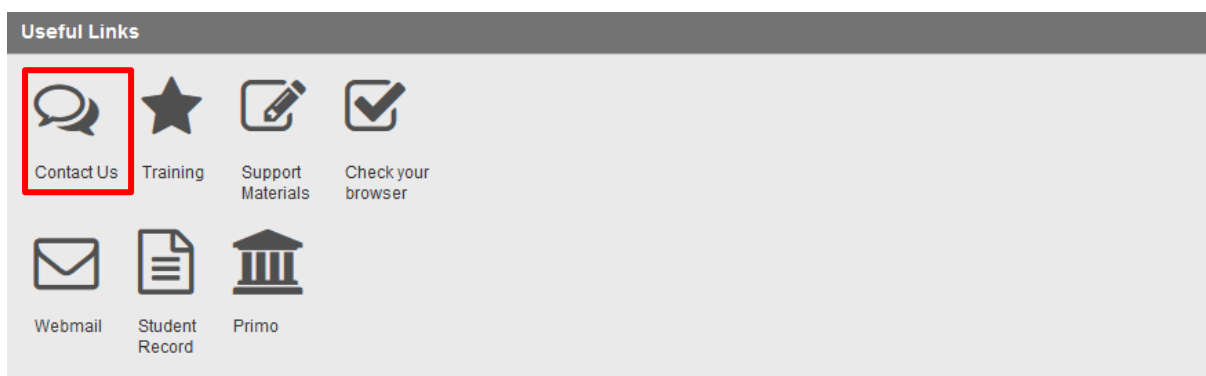 Useful Links
Contact Us
Training
Support
Materials
Check your
browser
Webmail
Student
Record
Primo